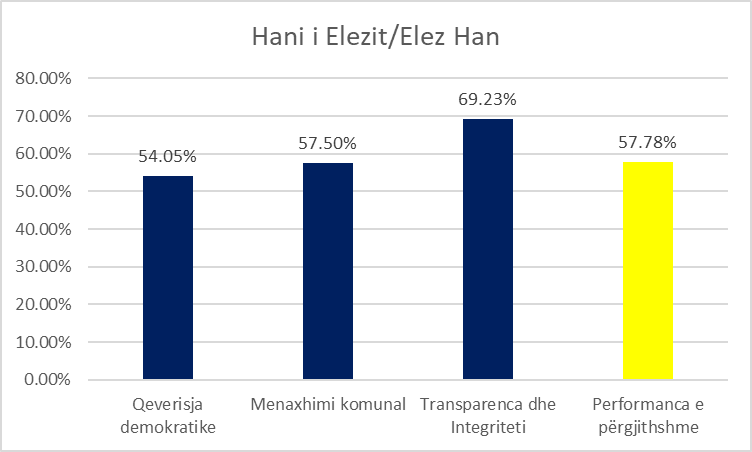 Hani i Elezit/Elez Han
80.00%
70.00%
60.00%
50.00%
40.00%
30.00%
20.00%
10.00%
0.00%
54.05%
57.50%
69.23%
57.78%
Qeverisja
demokratike
Menaxhimi komunal
Transparenca dhe
Integriteti
Performanca e
përgjithshme